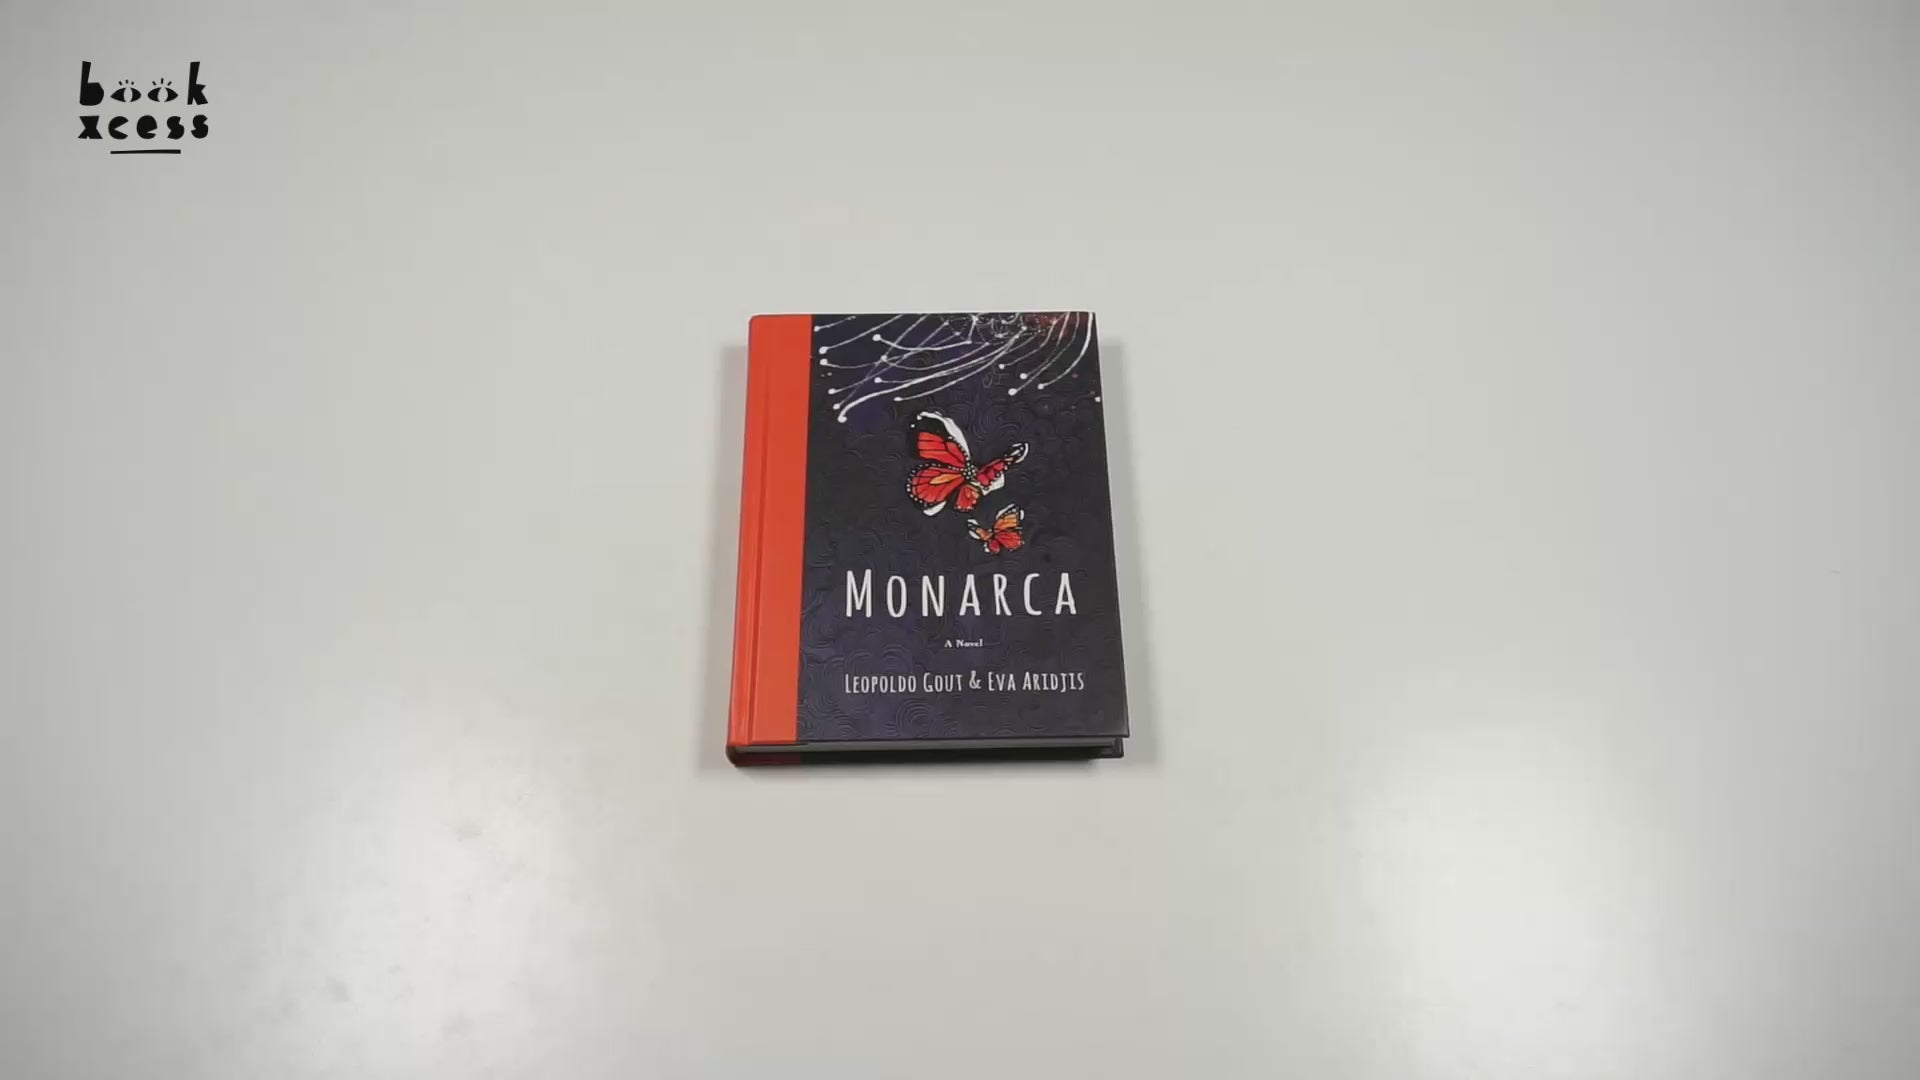 book
xcess
MONARCA
A Novel
LEOPOLDO GOUT & EVA ARIDJIS